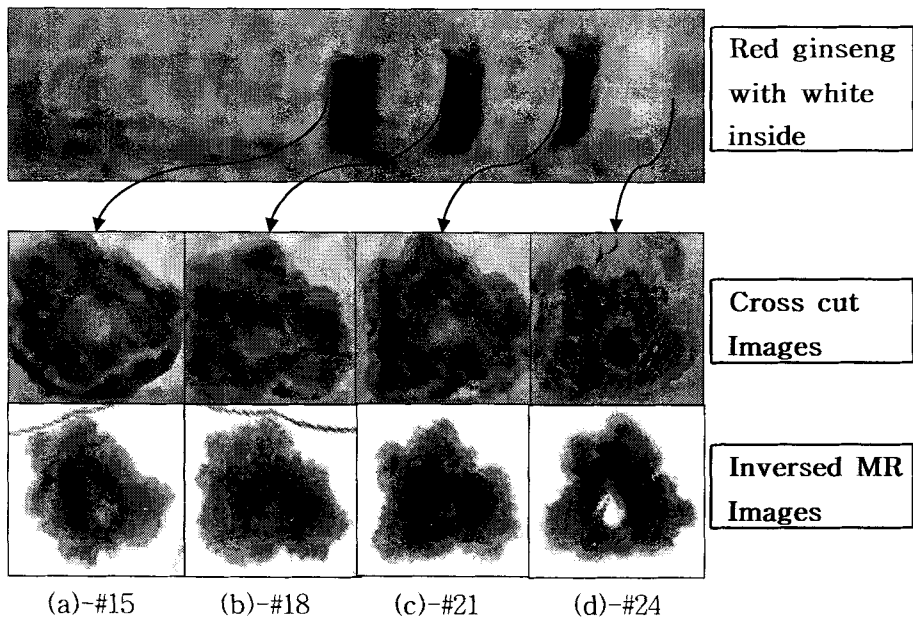 Red ginseng
with white
inside
Cross cut
Images
Inversed MR
Images
(a)-#15
(b)-#18
(c)-#21
(d)-#24